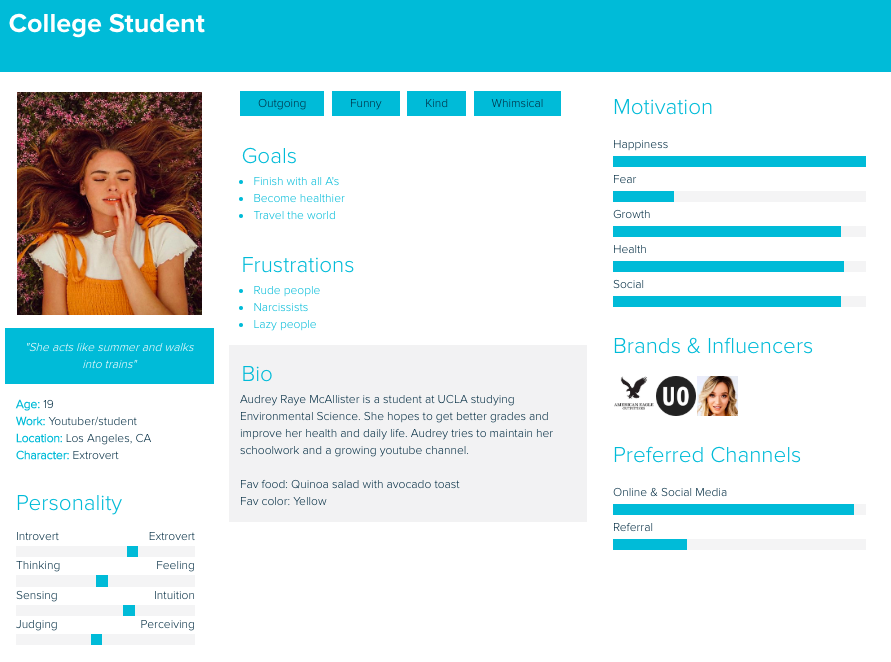 College Student
"She acts like summer and walks
into trains"
Age: 19
Work: Youtuber/student
Location: Los Angeles, CA
Character: Extrovert
Personality
Introvert Extrovert
Thinking Feeling
Sensing Intuition
Judging Perceiving
Outgoing Funny Kind Whimsical
Goals
Finish with all A's
Become healthier
Travel the world
Frustrations
Rude people
Narcissists
Lazy people
Bio
Audrey Raye McAllister is a student at UCLA studying
Environmental Science. She hopes to get better grades and
improve her health and daily life. Audrey tries to maintain her
schoolwork and a growing youtube channel.
Fav food: Quinoa salad with avocado toast
Fav color: Yellow
Motivation
Happiness
Fear
Growth
Health
Social
Brands & Influencers
AMERICAN EAGLE
OUTFITTERS
UO
Preferred Channels
Online & Social Media
Referral